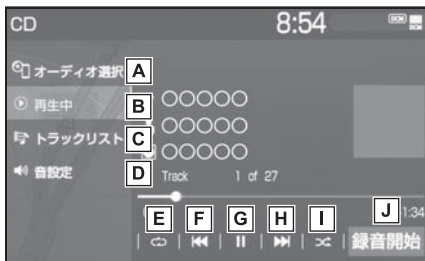 CD 8:54 DCM
オーディオ選択 A
再生中 B ○○○○○
トラックリスト C ○○○○○
○○○○○
音設定 D Track 1 of 27
E F G H I J 1:34
録音開始